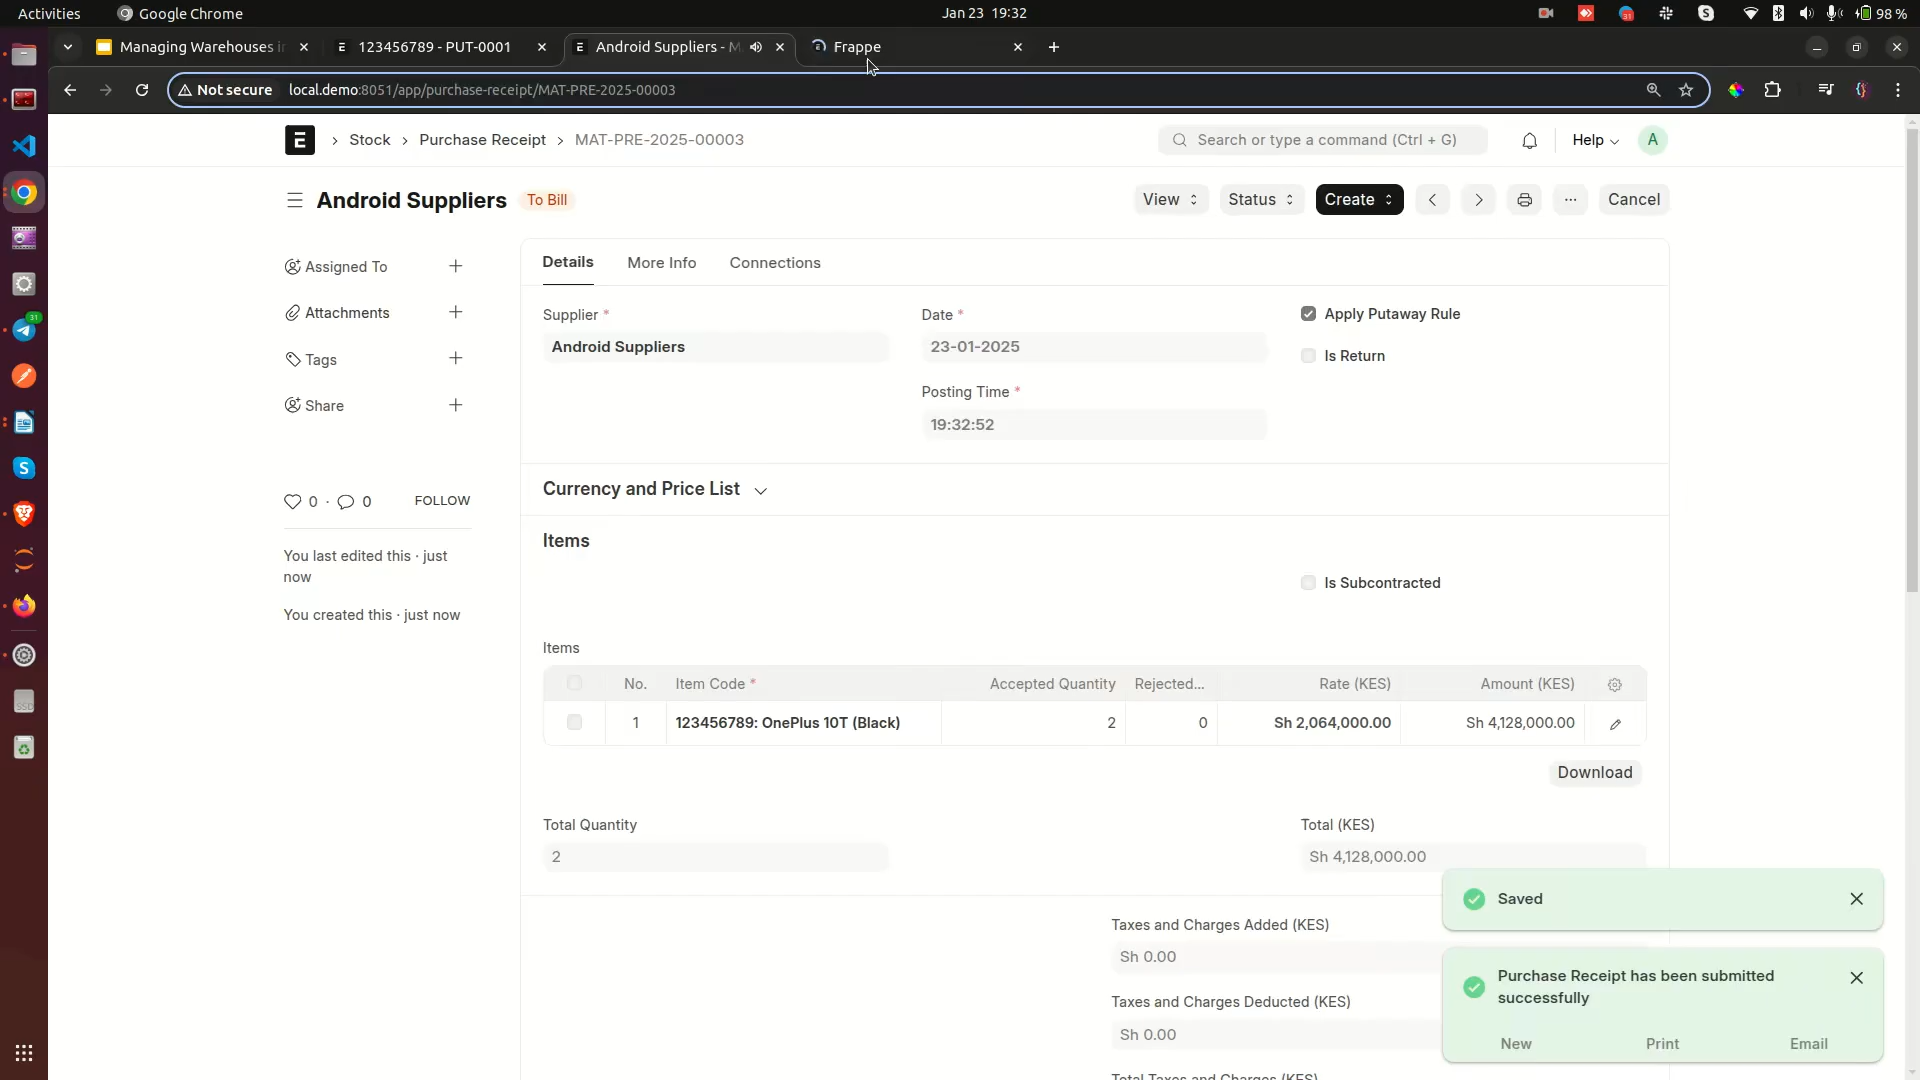 Activities
Google Chrome
Jan 23 19:32
98 %
Managing Warehouses i
123456789 - PUT-0001
Android Suppliers - M
Frappe
Not secure
local.demo:8051/app/purchase-receipt/MAT-PRE-2025-00003
E
Stock
Purchase Receipt
MAT-PRE-2025-00003
Search or type a command (Ctrl + G)
Help
A
Android Suppliers
To Bill
View
Status
Create
Cancel
Assigned To
Attachments
Tags
Share
0 · 0
FOLLOW
You last edited this · just
now
You created this · just now
Details
More Info
Connections
Supplier *
Android Suppliers
Date *
23-01-2025
Posting Time *
19:32:52
Apply Putaway Rule
Is Return
Currency and Price List
Items
Is Subcontracted
Items
No. Item Code * Accepted Quantity Rejected... Rate (KES) Amount (KES)
1 123456789: OnePlus 10T (Black) 2 0 Sh 2,064,000.00 Sh 4,128,000.00
Download
Total Quantity
2
Total (KES)
Sh 4,128,000.00
Taxes and Charges Added (KES)
Sh 0.00
Taxes and Charges Deducted (KES)
Sh 0.00
Total Taxes and Charges (KES)
Saved
Purchase Receipt has been submitted
successfully
New Print Email